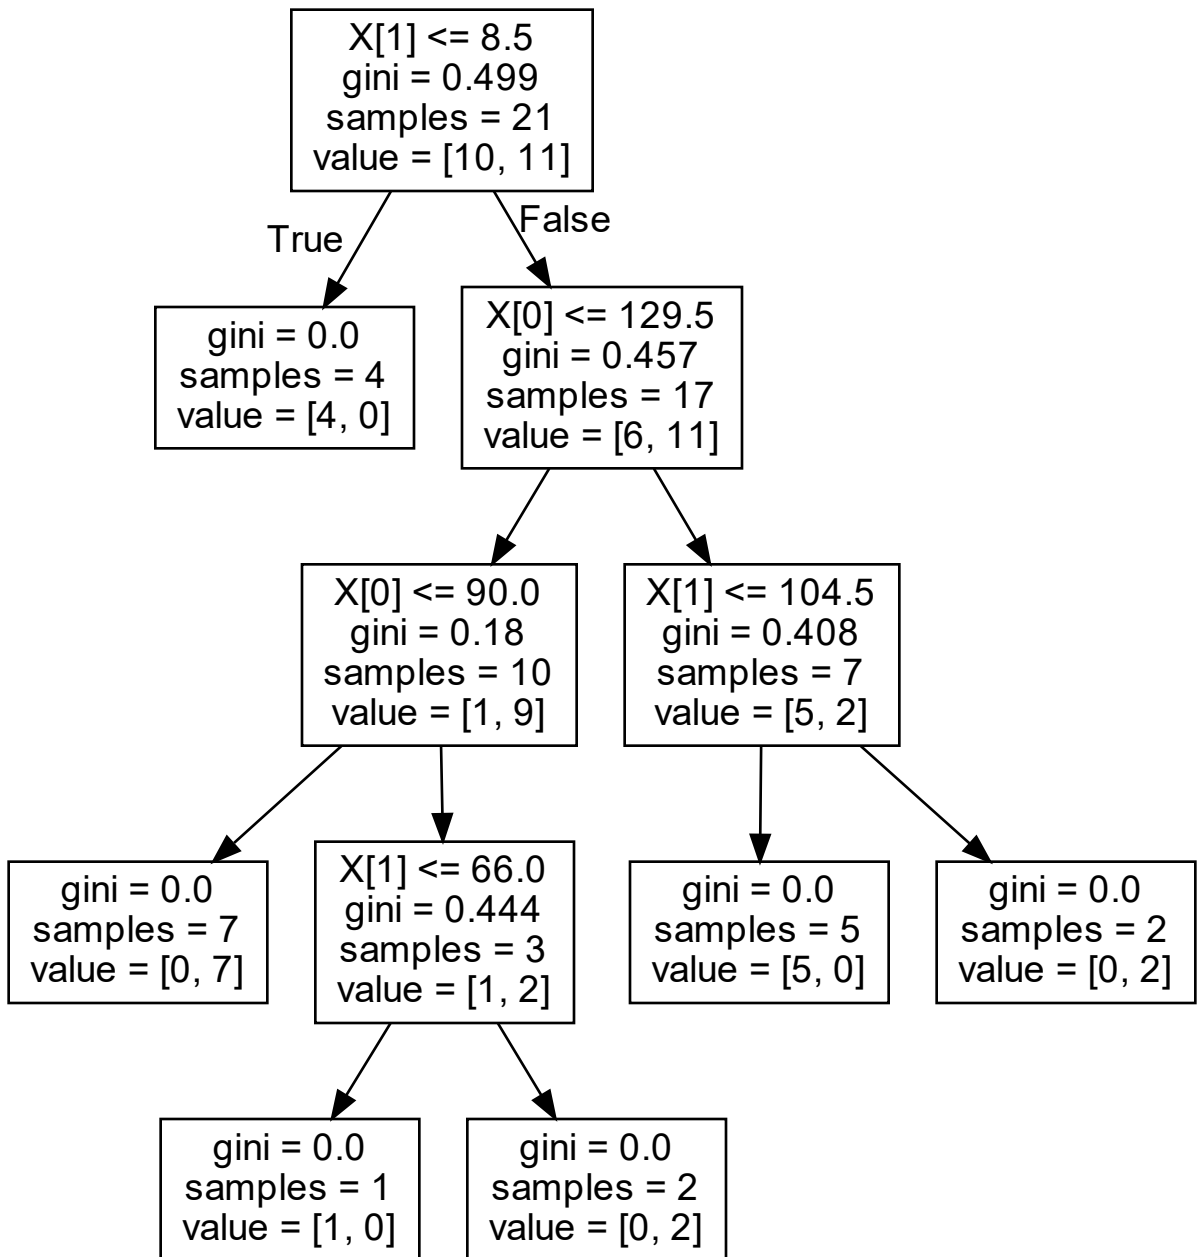 X[1] <= 8.5
gini = 0.499
samples = 21
value = [10, 11]
True
False
gini = 0.0
samples = 4
value = [4, 0]
X[0] <= 129.5
gini = 0.457
samples = 17
value = [6, 11]
X[0] <= 90.0
gini = 0.18
samples = 10
value = [1, 9]
X[1] <= 104.5
gini = 0.408
samples = 7
value = [5, 2]
gini = 0.0
samples = 7
value = [0, 7]
X[1] <= 66.0
gini = 0.444
samples = 3
value = [1, 2]
gini = 0.0
samples = 5
value = [5, 0]
gini = 0.0
samples = 2
value = [0, 2]
gini = 0.0
samples = 1
value = [1, 0]
gini = 0.0
samples = 2
value = [0, 2]